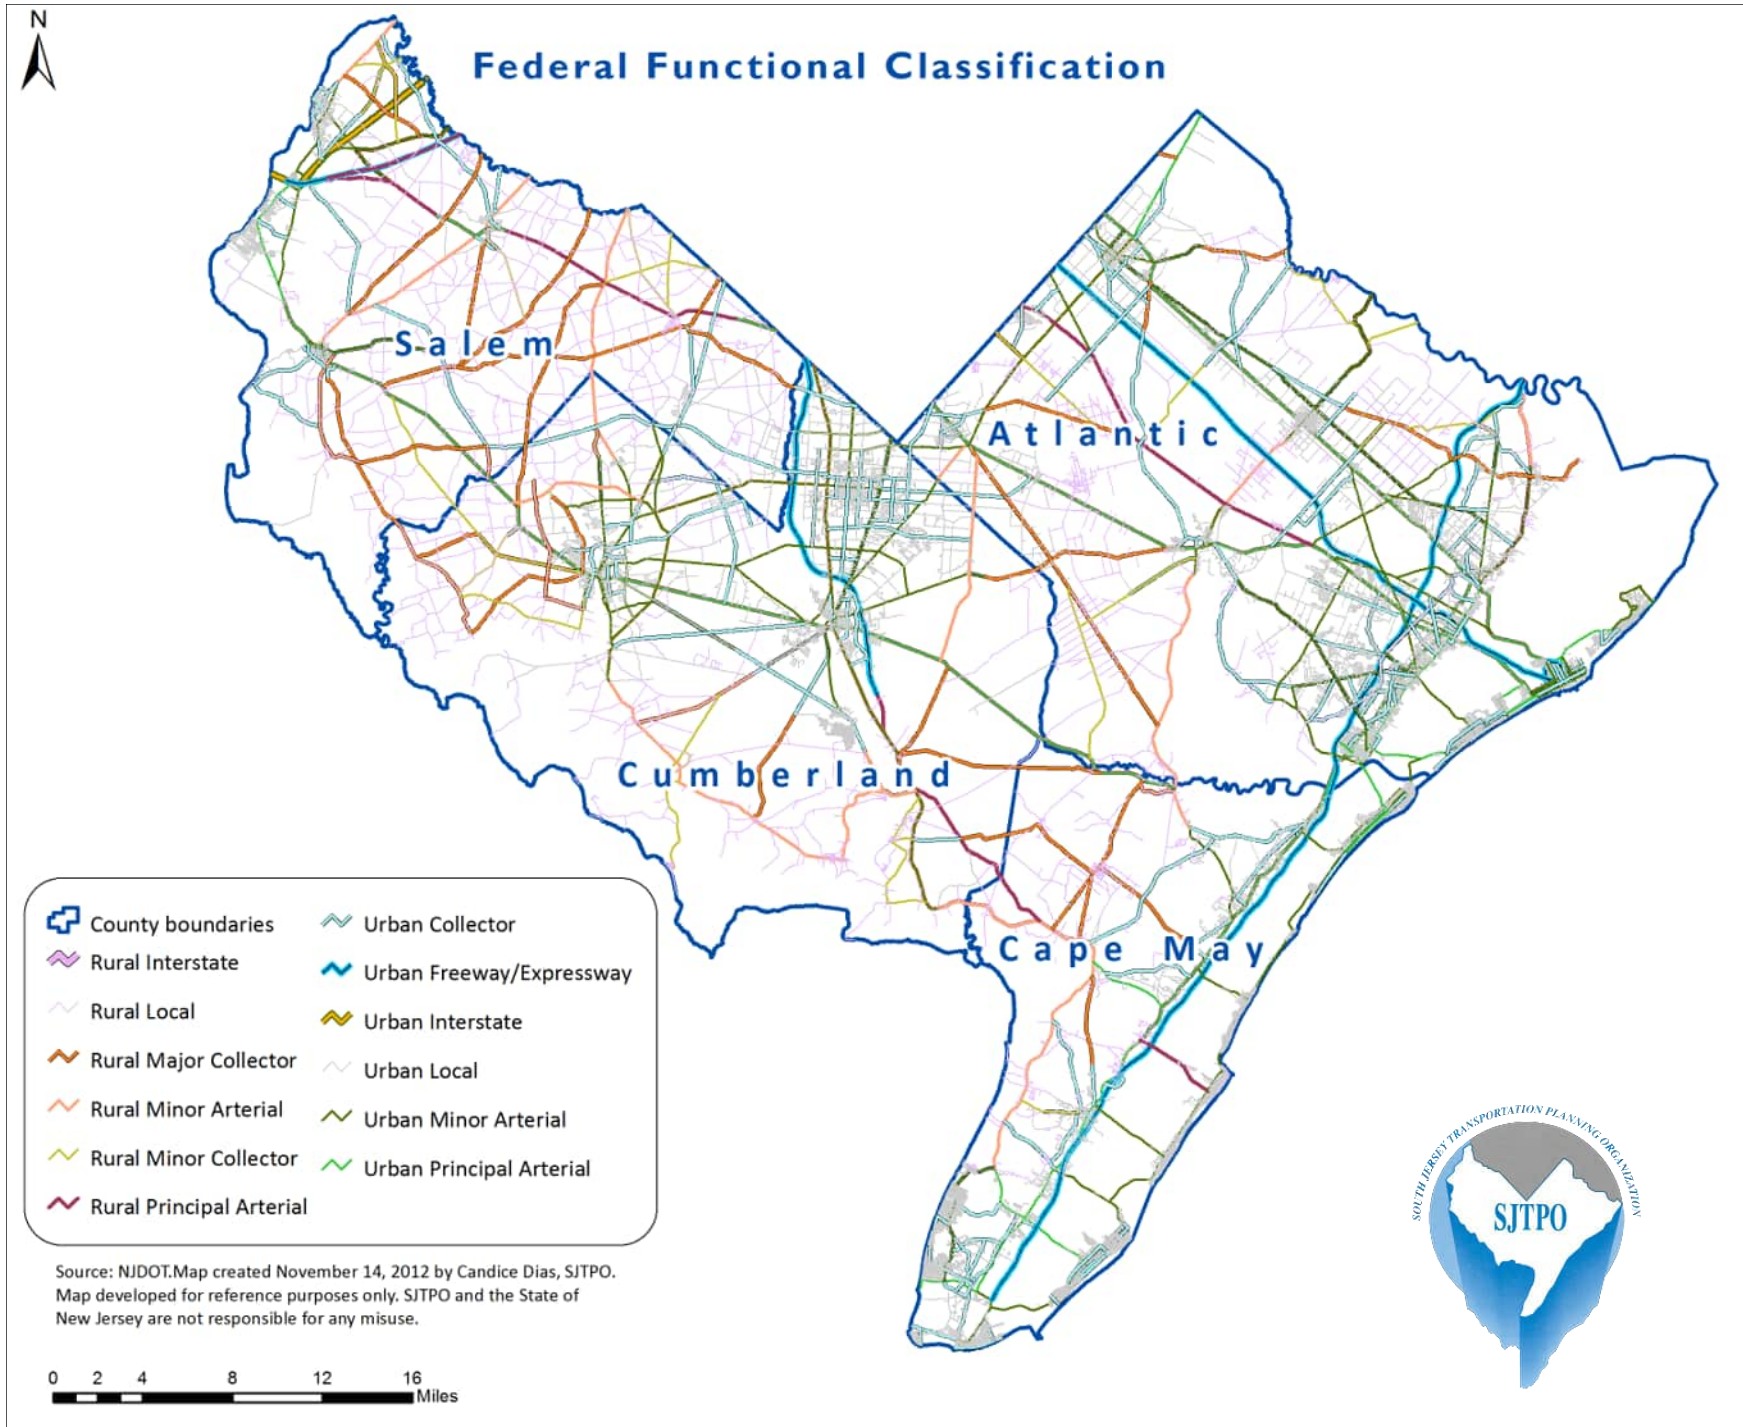 N
Federal Functional Classification
Salem
Atlantic
Cumberland
Cape May
County boundaries
Rural Interstate
Rural Local
Rural Major Collector
Rural Minor Arterial
Rural Minor Collector
Rural Principal Arterial
Urban Collector
Urban Freeway/Expressway
Urban Interstate
Urban Local
Urban Minor Arterial
Urban Principal Arterial
Source: NJDOT.Map created November 14, 2012 by Candice Dias, SJTPO.
Map developed for reference purposes only. SJTPO and the State of
New Jersey are not responsible for any misuse.
0 2 4 8 12 16
Miles
SOUTH JERSEY TRANSPORTATION PLANNING ORGANIZATION
SJTPO